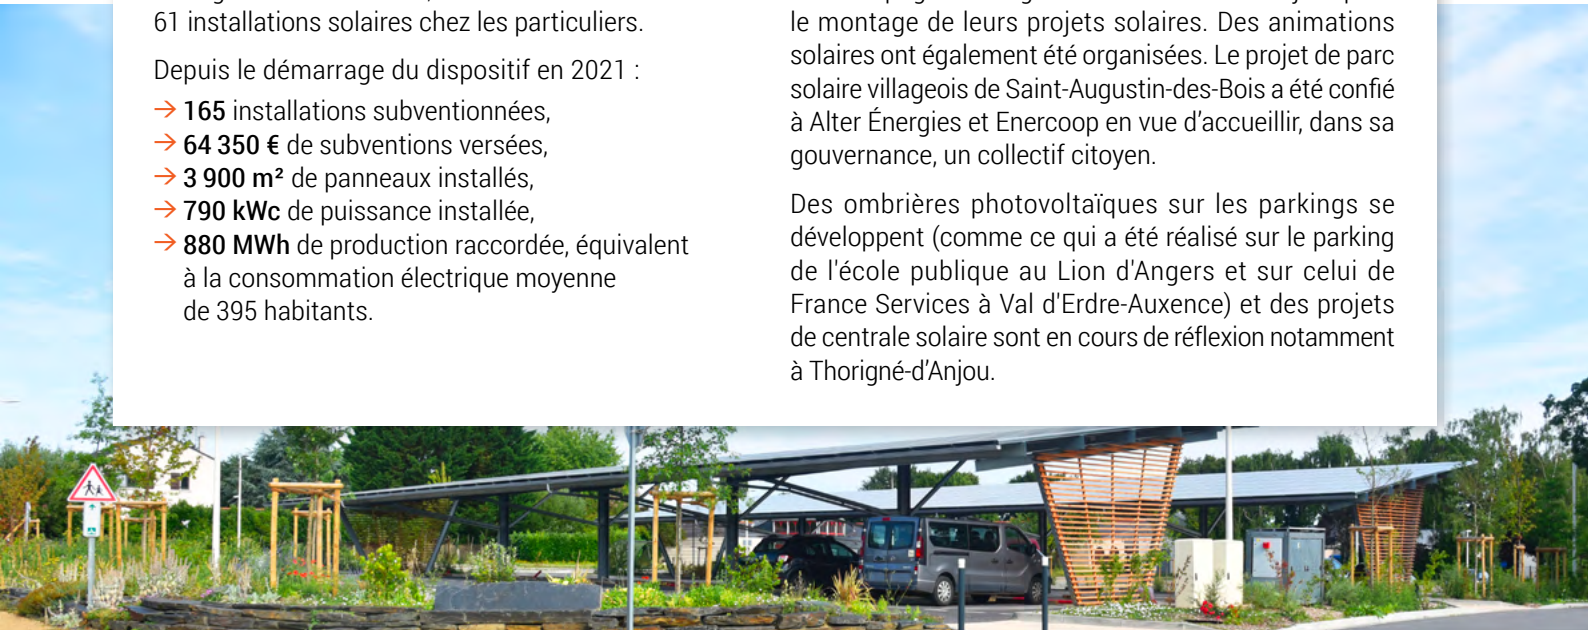 61 installations solaires chez les particuliers.
Depuis le démarrage du dispositif en 2021 :
→ 165 installations subventionnées,
→ 64 350 € de subventions versées,
→ 3 900 m² de panneaux installés,
→ 790 kWc de puissance installée,
→ 880 MWh de production raccordée, équivalent
à la consommation électrique moyenne
de 395 habitants.
le montage de leurs projets solaires. Des animations
solaires ont également été organisées. Le projet de parc
solaire villageois de Saint-Augustin-des-Bois a été confié
à Alter Énergies et Enercoop en vue d’accueillir, dans sa
gouvernance, un collectif citoyen.
Des ombrières photovoltaïques sur les parkings se
développent (comme ce qui a été réalisé sur le parking
de l'école publique au Lion d'Angers et sur celui de
France Services à Val d'Erdre-Auxence) et des projets
de centrale solaire sont en cours de réflexion notamment
à Thorigné-d’Anjou.